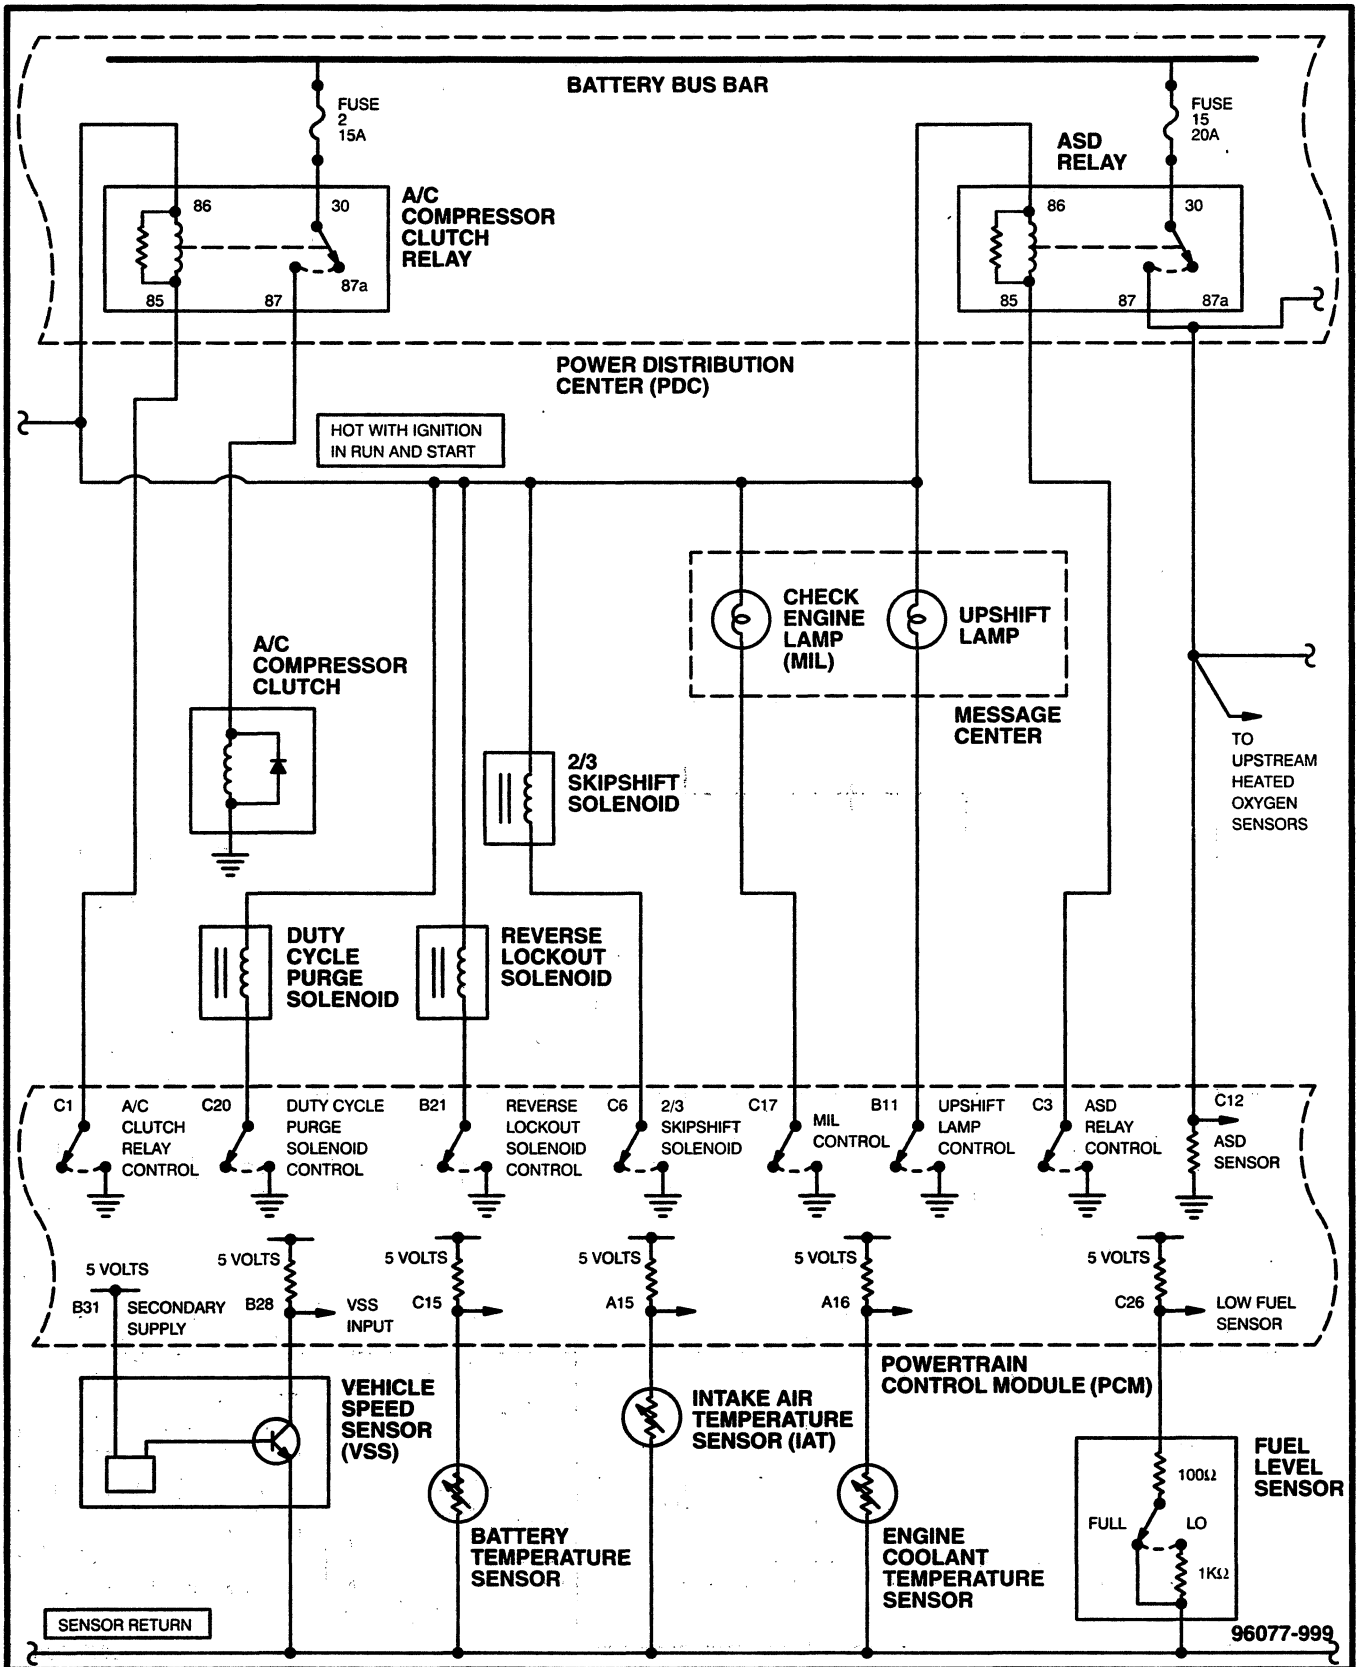 BATTERY BUS BAR
FUSE
2
15A
FUSE
15
20A
ASD
RELAY
A/C
COMPRESSOR
CLUTCH
RELAY
86
30
85
87
87a
86
30
85
87
87a
POWER DISTRIBUTION
CENTER (PDC)
HOT WITH IGNITION
IN RUN AND START
CHECK
ENGINE
LAMP
(MIL)
UPSHIFT
LAMP
MESSAGE
CENTER
A/C
COMPRESSOR
CLUTCH
2/3
SKIPSHIFT
SOLENOID
TO
UPSTREAM
HEATED
OXYGEN
SENSORS
DUTY
CYCLE
PURGE
SOLENOID
REVERSE
LOCKOUT
SOLENOID
C1
A/C
CLUTCH
RELAY
CONTROL
C20
DUTY CYCLE
PURGE
SOLENOID
CONTROL
B21
REVERSE
LOCKOUT
SOLENOID
CONTROL
C6
2/3
SKIPSHIFT
SOLENOID
C17
MIL
CONTROL
B11
UPSHIFT
LAMP
CONTROL
C3
ASD
RELAY
CONTROL
C12
ASD
SENSOR
5 VOLTS
B31
SECONDARY
SUPPLY
5 VOLTS
B28
VSS
INPUT
5 VOLTS
C15
5 VOLTS
A15
5 VOLTS
A16
5 VOLTS
C26
LOW FUEL
SENSOR
POWERTRAIN
CONTROL MODULE (PCM)
VEHICLE
SPEED
SENSOR
(VSS)
INTAKE AIR
TEMPERATURE
SENSOR (IAT)
BATTERY
TEMPERATURE
SENSOR
ENGINE
COOLANT
TEMPERATURE
SENSOR
FUEL
LEVEL
SENSOR
100Ω
FULL
LO
1KΩ
SENSOR RETURN
96077-999